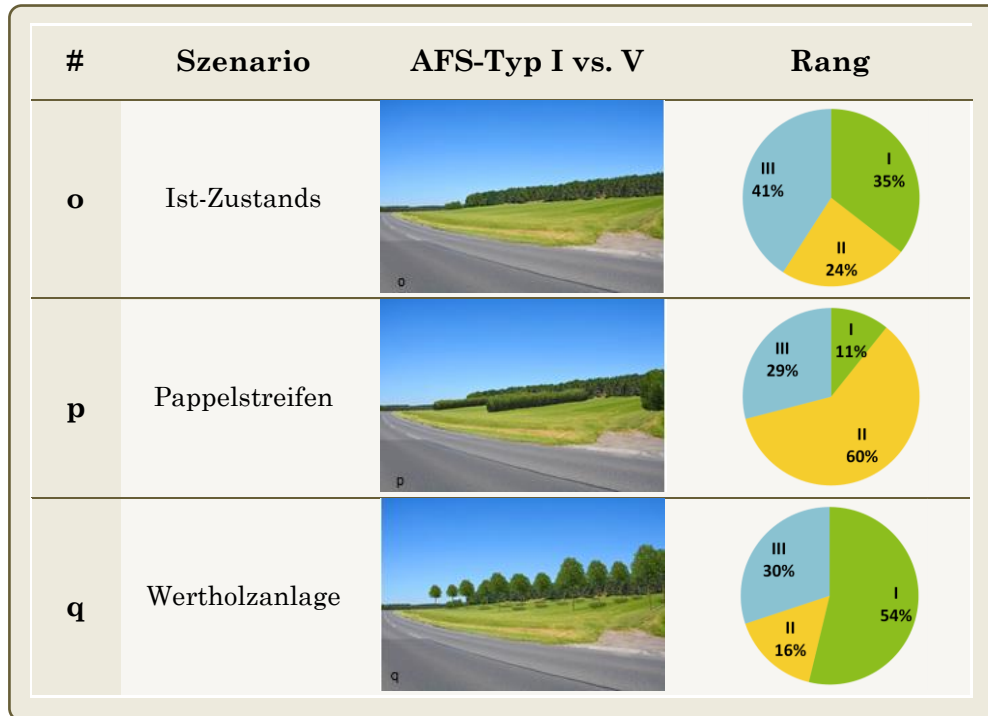 # Szenario AFS-Typ I vs. V Rang
o Ist-Zustands
o
I
35%
II
24%
III
41%
p Pappelstreifen
p
I
11%
II
60%
III
29%
q Wertholzanlage
q
I
54%
II
16%
III
30%